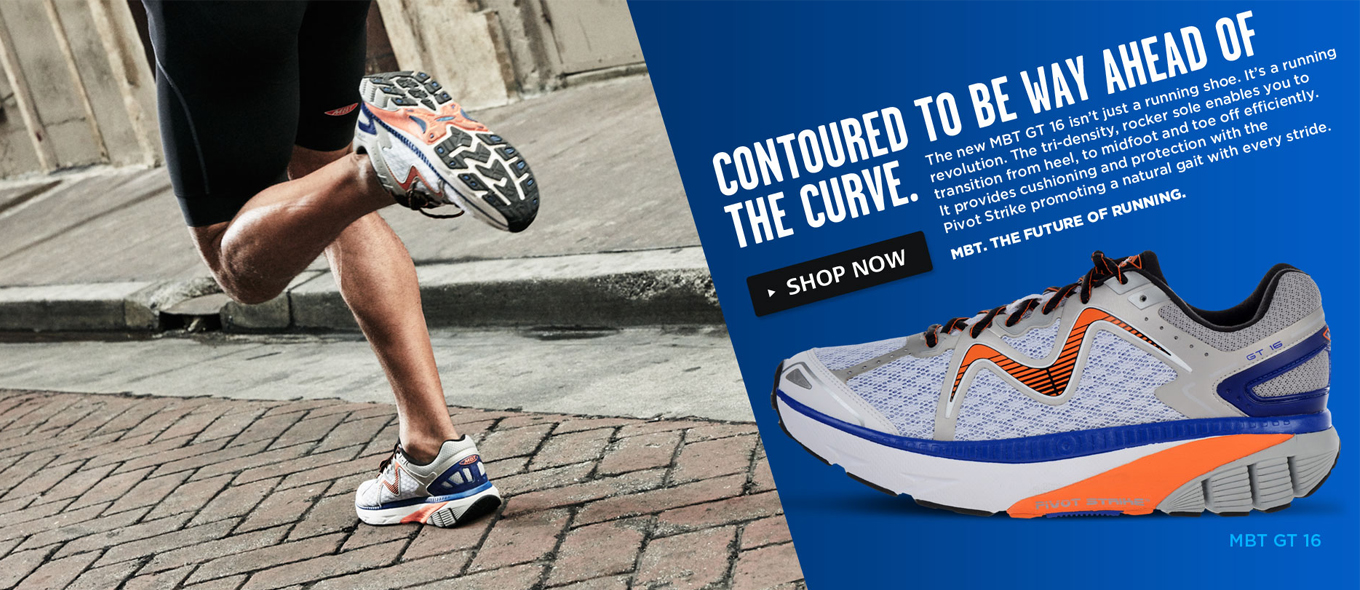 CONTOURED TO BE WAY AHEAD OF
THE CURVE.
The new MBT GT 16 isn't just a running shoe. It's a running
revolution. The tri-density, rocker sole enables you to
transition from heel, to midfoot and toe off efficiently.
It provides cushioning and protection with the
Pivot Strike promoting a natural gait with every stride.
MBT. THE FUTURE OF RUNNING.
SHOP NOW
GT 16
PIVOT STRIKE
MBT GT 16